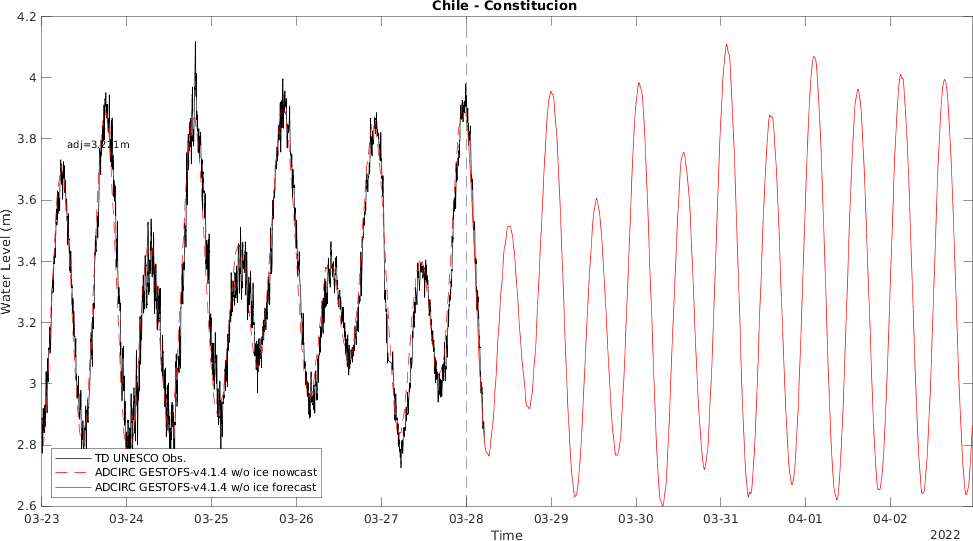 Chile - Constitucion
4.2
4
3.8
3.6
3.4
3.2
3
2.8
2.6
Water Level (m)
adj=3.221m
TD UNESCO Obs.
ADCIRC GESTOFS-v4.1.4 w/o ice nowcast
ADCIRC GESTOFS-v4.1.4 w/o ice forecast
03-23 03-24 03-25 03-26 03-27 03-28 03-29 03-30 03-31 04-01 04-02
Time
2022